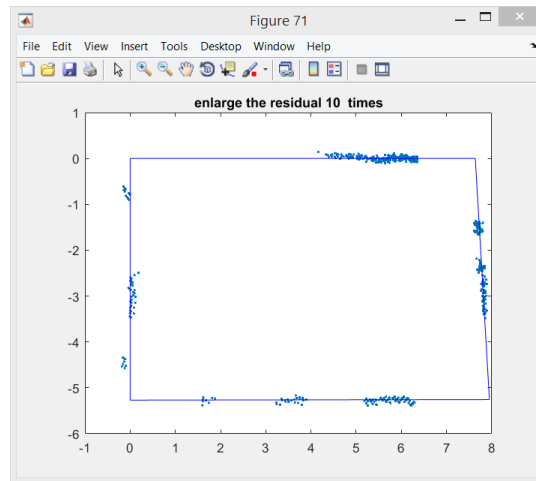 Figure 71
File Edit View Insert Tools Desktop Window Help
enlarge the residual 10 times
1
0
-1
-2
-3
-4
-5
-6
-1 0 1 2 3 4 5 6 7 8